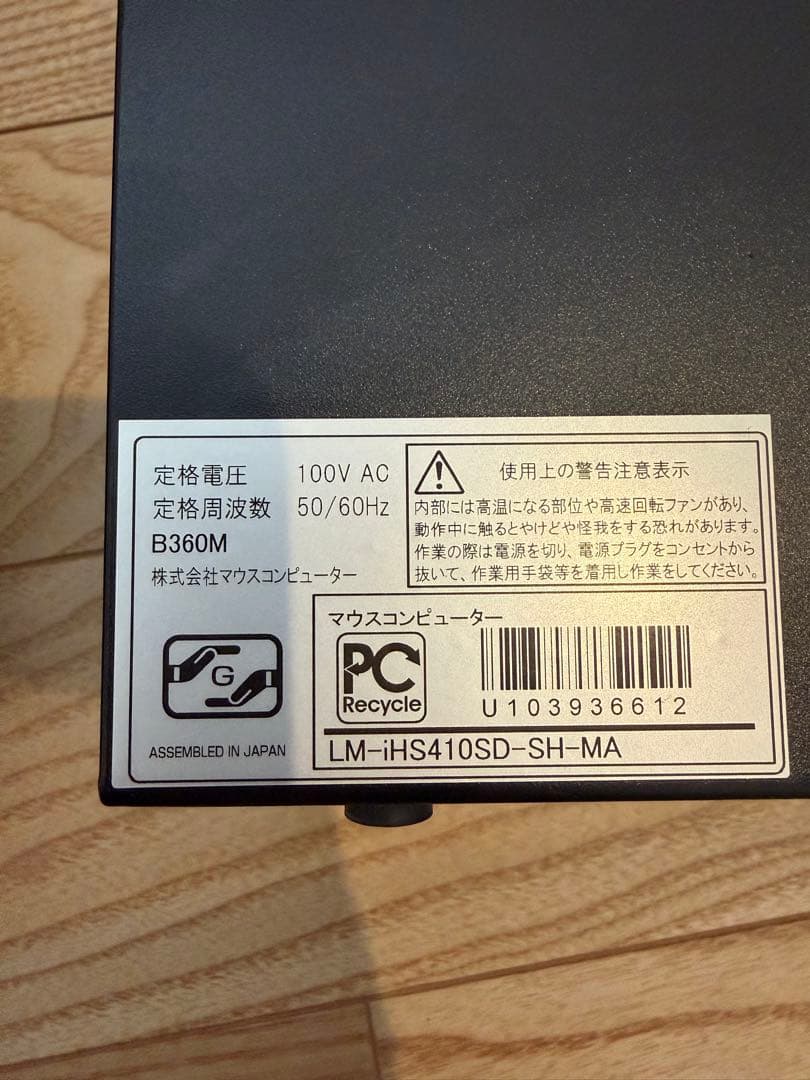 定格電圧 100V AC
定格周波数 50/60Hz
B360M
株式会社マウスコンピューター
使用上の警告注意表示
内部には高温になる部位や高速回転ファンがあり、
動作中に触るとやけどや怪我をする恐れがあります。
作業の際は電源を切り、電源プラグをコンセントから
抜いて、作業用手袋等を着用し作業をしてください。
G
ASSEMBLED IN JAPAN
マウスコンピューター
PC
Recycle
U103936612
LM-iHS410SD-SH-MA